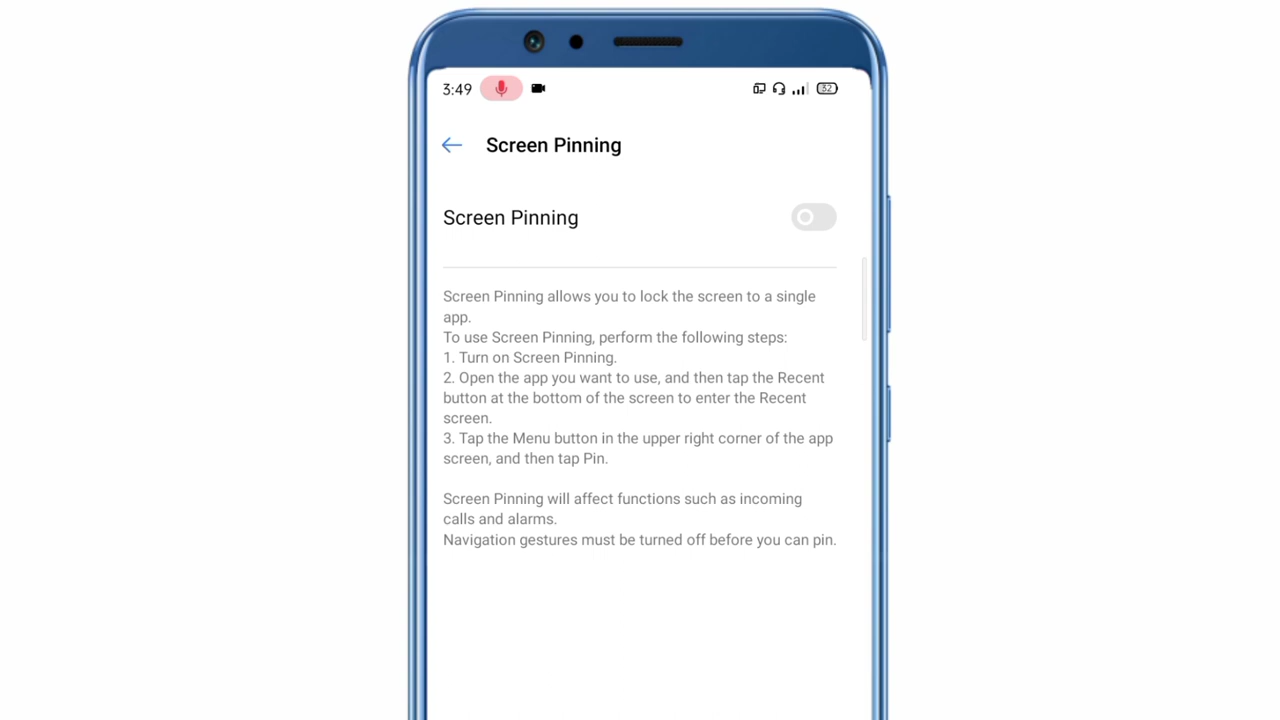 3:49
32
Screen Pinning
Screen Pinning
Screen Pinning allows you to lock the screen to a single
app.
To use Screen Pinning, perform the following steps:
1. Turn on Screen Pinning.
2. Open the app you want to use, and then tap the Recent
button at the bottom of the screen to enter the Recent
screen.
3. Tap the Menu button in the upper right corner of the app
screen, and then tap Pin.
Screen Pinning will affect functions such as incoming
calls and alarms.
Navigation gestures must be turned off before you can pin.